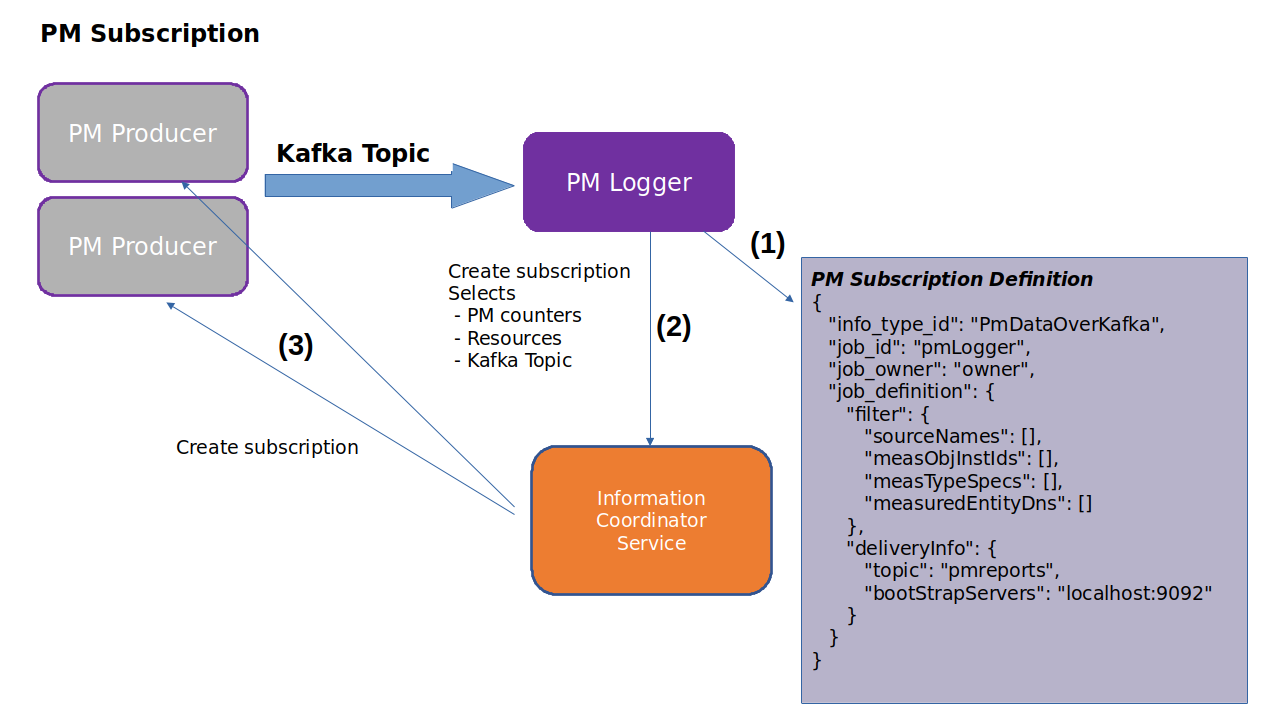 PM Subscription
PM Producer
Kafka Topic
PM Logger
PM Producer
(1)
Create subscription
Selects
- PM counters
- Resources
- Kafka Topic
(2)
(3)
Create subscription
Information
Coordinator
Service
PM Subscription Definition
{
"info_type_id": "PmDataOverKafka",
"job_id": "pmLogger",
"job_owner": "owner",
"job_definition": {
"filter": {
"sourceNames": [],
"measObjInstIds": [],
"measTypeSpecs": [],
"measuredEntityDns": []
},
"deliveryInfo": {
"topic": "pmreports",
"bootStrapServers": "localhost:9092"
}
}
}